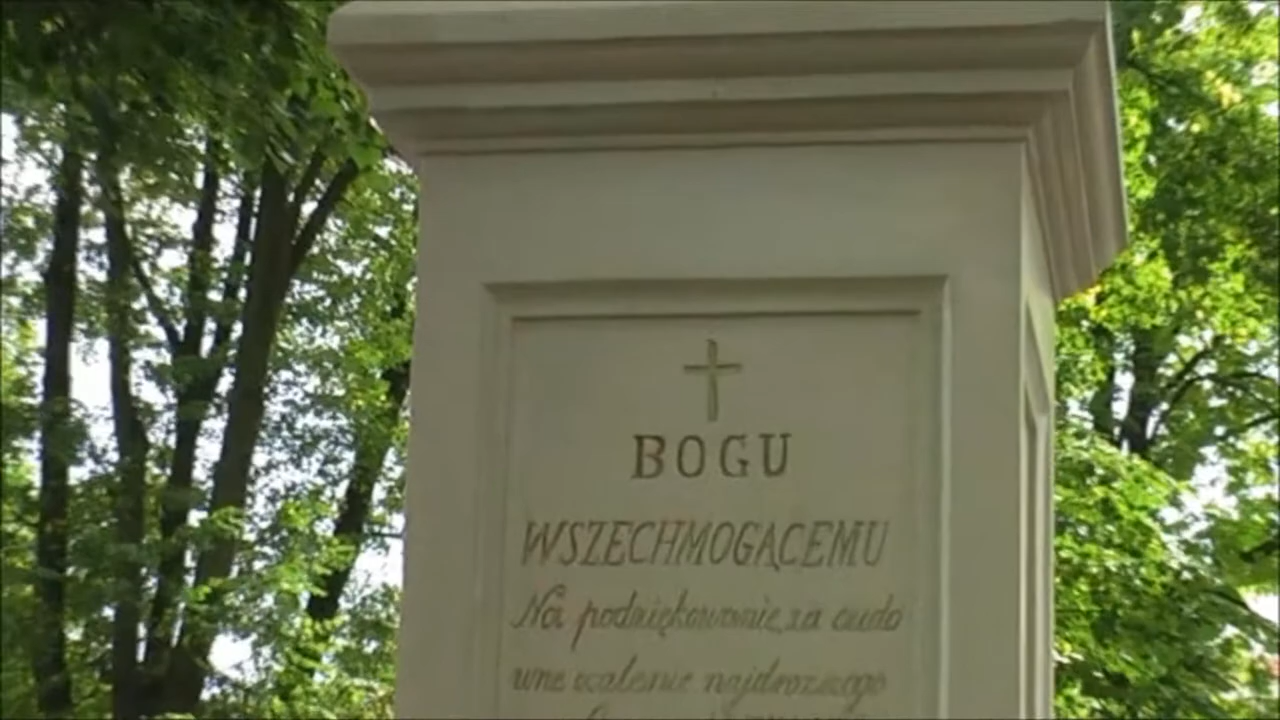 BOGU
WSZECHMOGĄCEMU
Na podziękowanie za cudo
wne ocalenie najdroższego